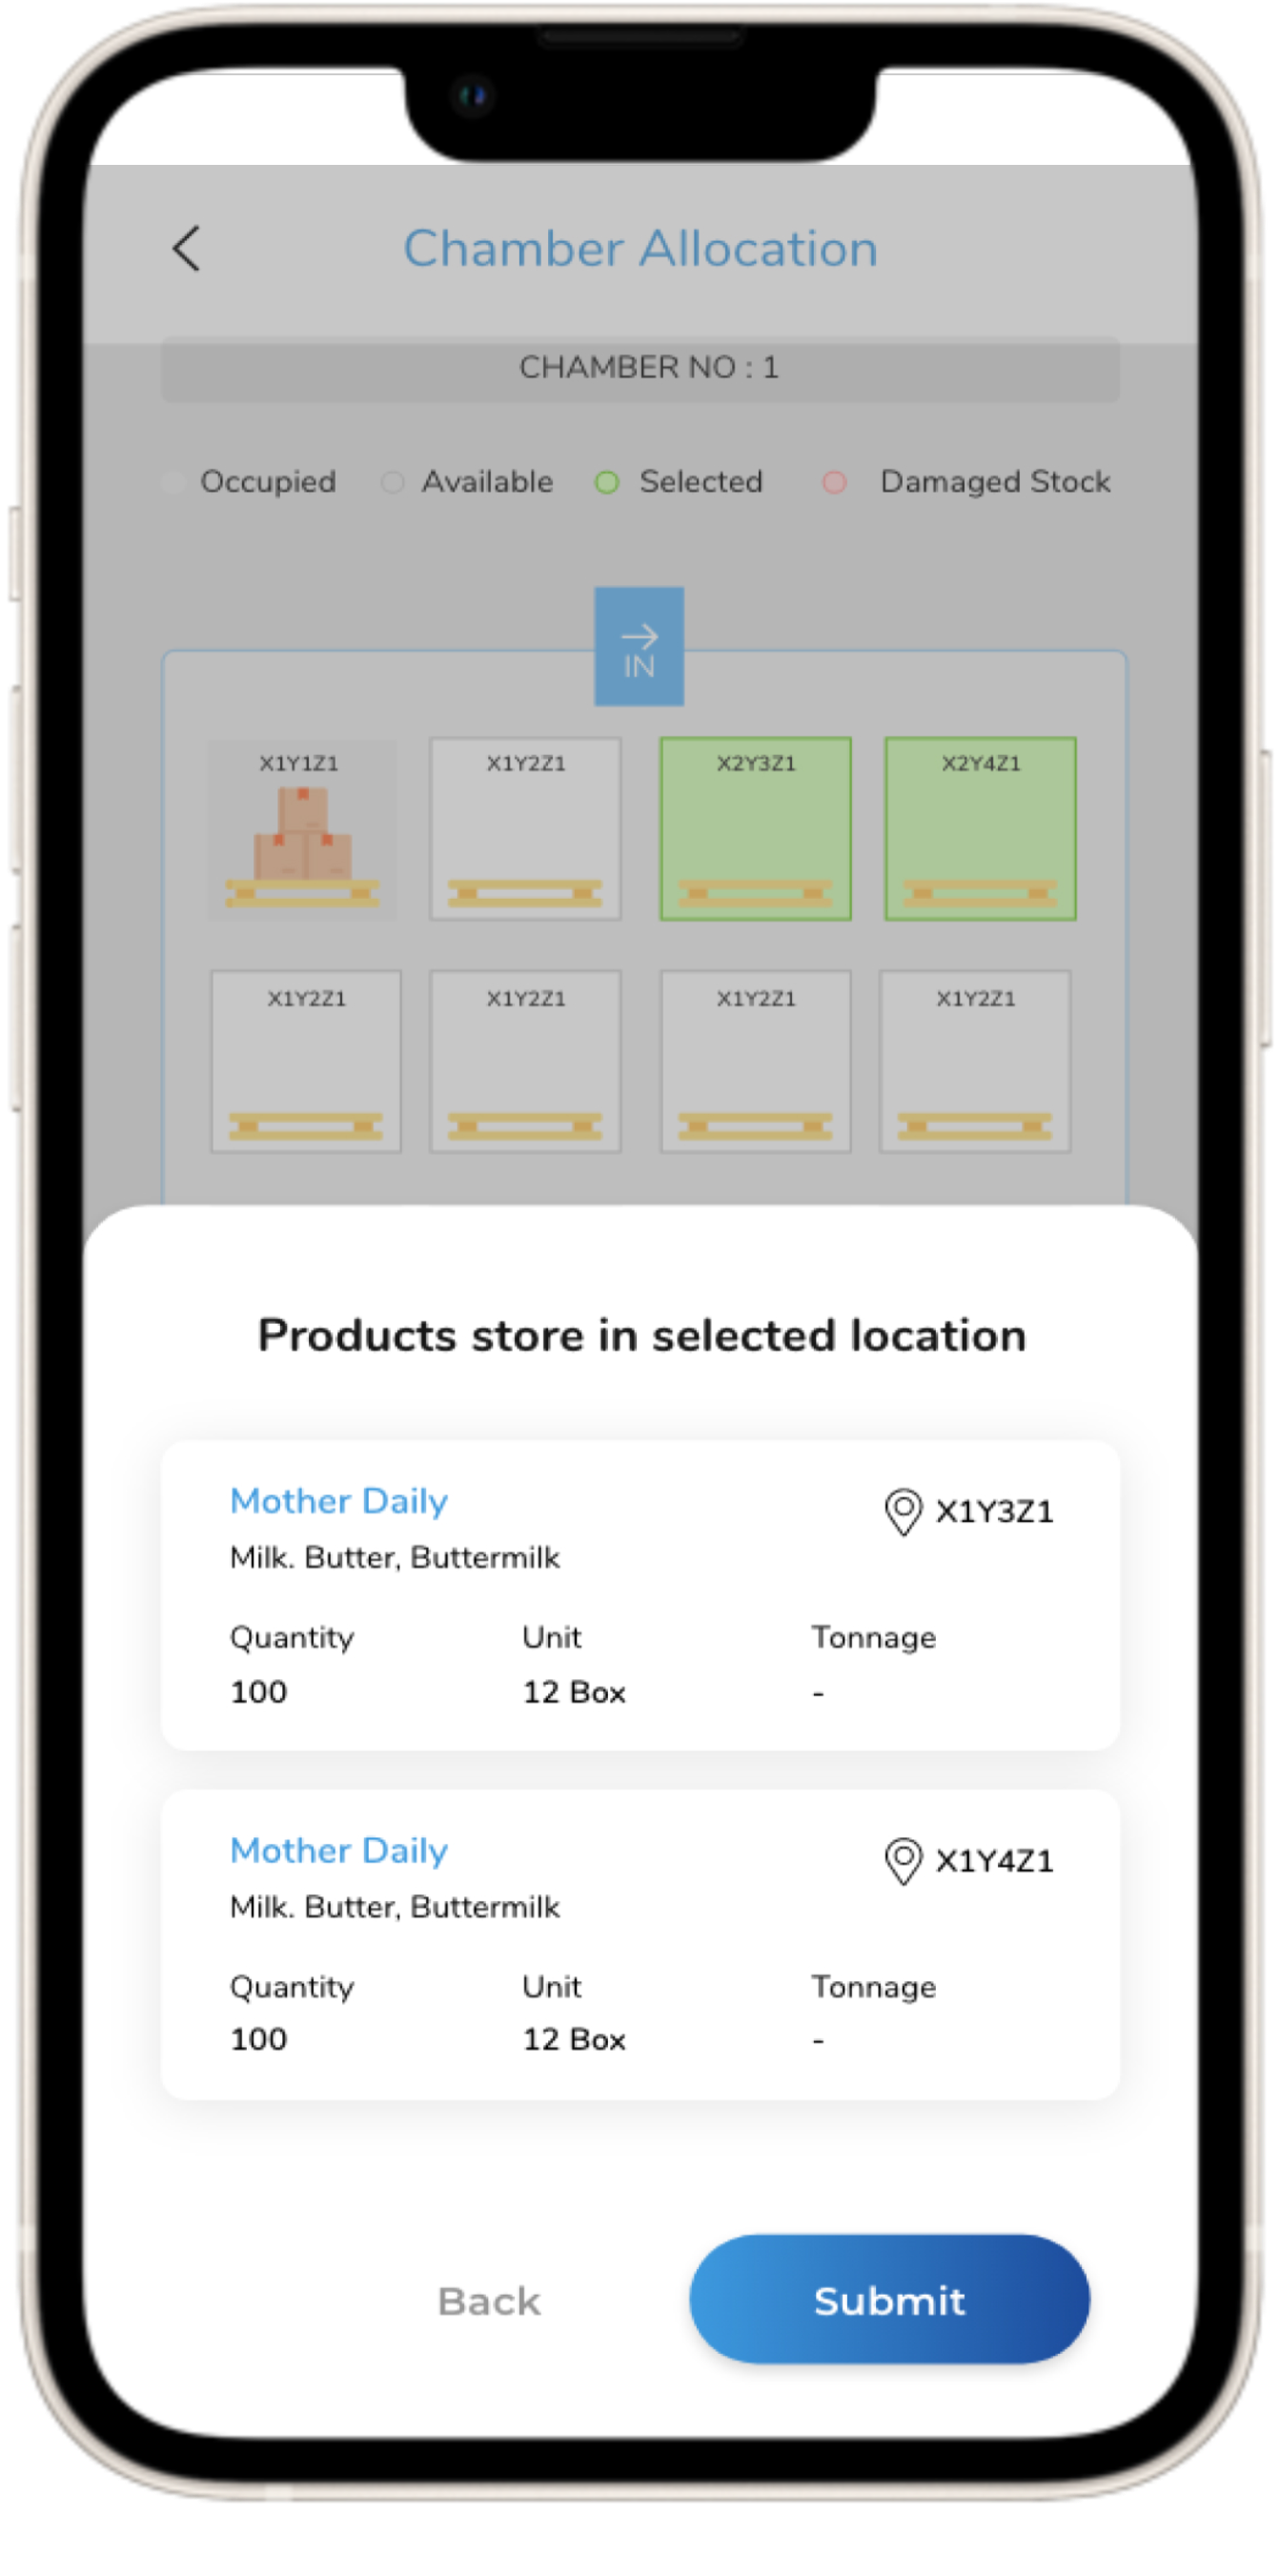 Chamber Allocation
CHAMBER NO : 1
Occupied Available Selected Damaged Stock
IN
X1Y1Z1 X1Y2Z1 X2Y3Z1 X2Y4Z1
X1Y2Z1 X1Y2Z1 X1Y2Z1 X1Y2Z1
Products store in selected location
Mother Daily X1Y3Z1
Milk. Butter, Buttermilk
Quantity Unit Tonnage
100 12 Box -
Mother Daily X1Y4Z1
Milk. Butter, Buttermilk
Quantity Unit Tonnage
100 12 Box -
Back Submit